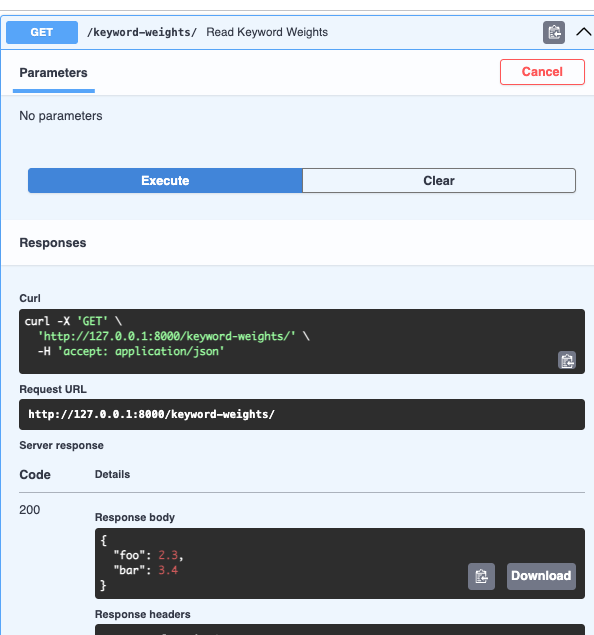 GET /keyword-weights/ Read Keyword Weights
Parameters
Cancel
No parameters
Execute
Clear
Responses
Curl
curl -X 'GET' \
  'http://127.0.0.1:8000/keyword-weights/' \
  -H 'accept: application/json'
Request URL
http://127.0.0.1:8000/keyword-weights/
Server response
Code Details
200
Response body
{
  "foo": 2.3,
  "bar": 3.4
}
Download
Response headers